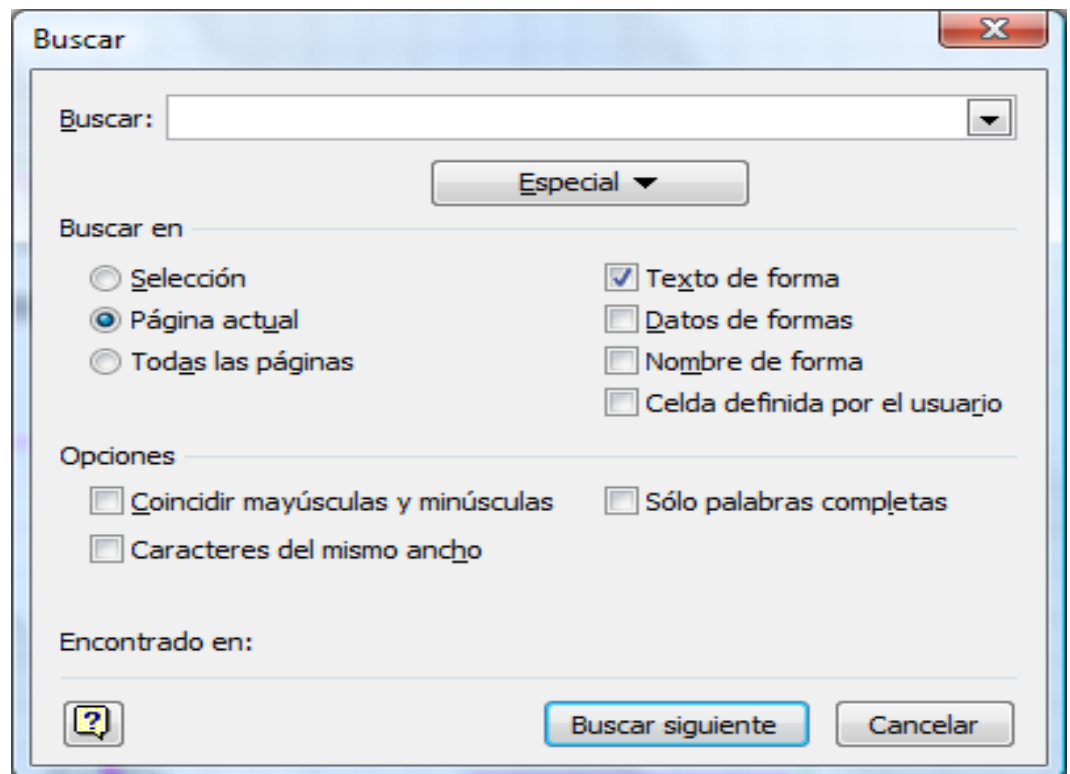 Buscar
Buscar:
Especial
Buscar en
Selección
Texto de forma
Página actual
Datos de formas
Todas las páginas
Nombre de forma
Celda definida por el usuario
Opciones
Coincidir mayúsculas y minúsculas
Sólo palabras completas
Caracteres del mismo ancho
Encontrado en:
?
Buscar siguiente
Cancelar